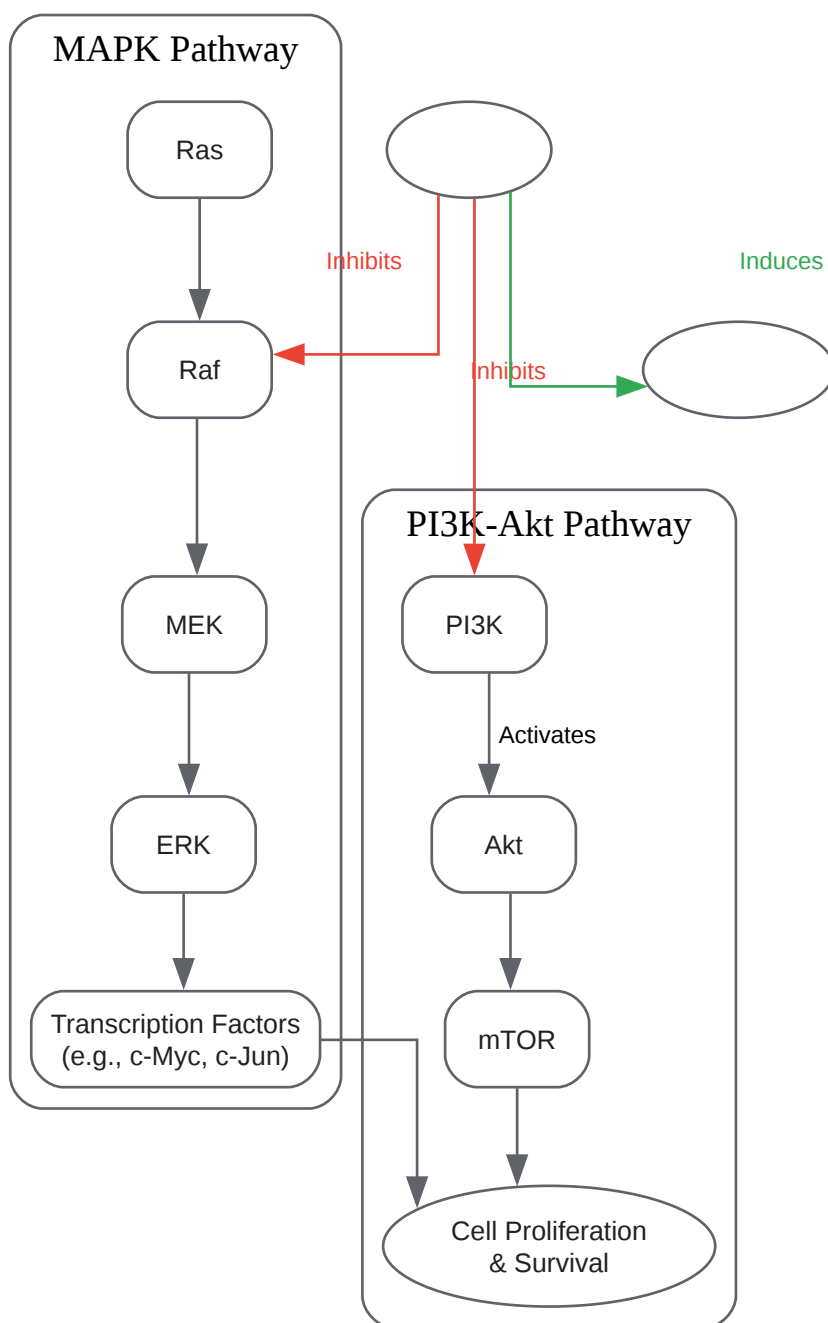 MAPK Pathway
Ras
Inhibits
Induces
Raf
Inhibits
PI3K-Akt Pathway
MEK
PI3K
Activates
ERK
Akt
Transcription Factors
(e.g., c-Myc, c-Jun)
mTOR
Cell Proliferation
& Survival